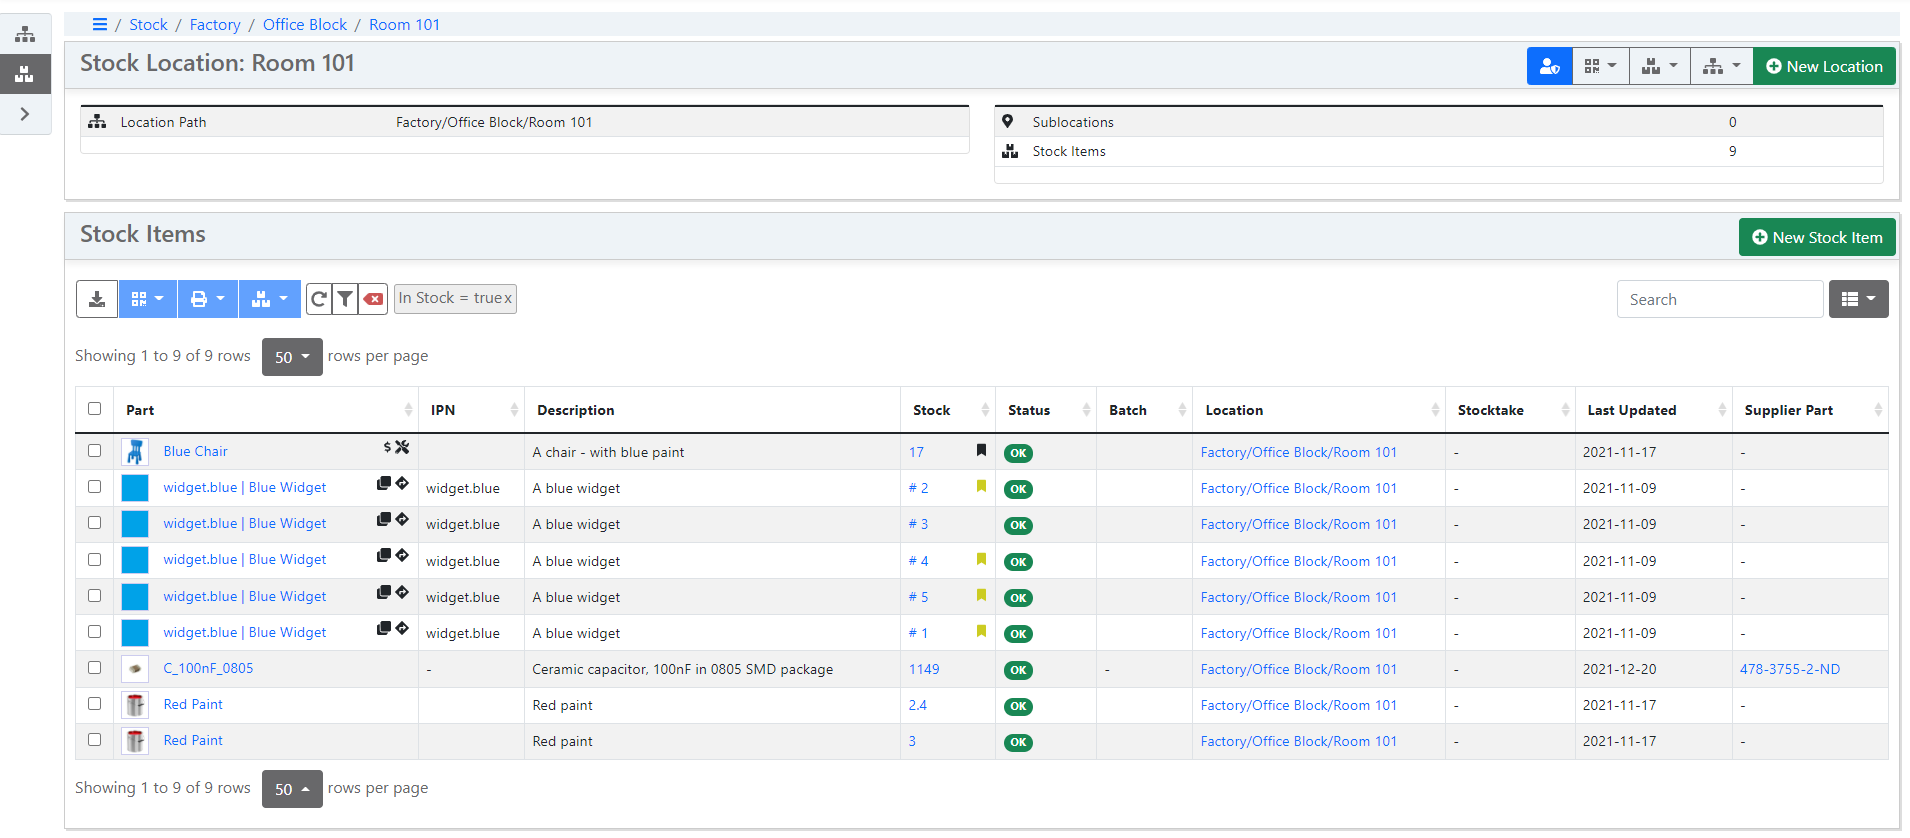 / Stock / Factory / Office Block / Room 101
Stock Location: Room 101
New Location
Location Path Factory/Office Block/Room 101
Sublocations 0
Stock Items 9
Stock Items
New Stock Item
In Stock = true x
Search
Showing 1 to 9 of 9 rows 50 rows per page
Part IPN Description Stock Status Batch Location Stocktake Last Updated Supplier Part
Blue Chair $ A chair - with blue paint 17 OK Factory/Office Block/Room 101 - 2021-11-17 -
widget.blue | Blue Widget widget.blue A blue widget # 2 OK Factory/Office Block/Room 101 - 2021-11-09 -
widget.blue | Blue Widget widget.blue A blue widget # 3 OK Factory/Office Block/Room 101 - 2021-11-09 -
widget.blue | Blue Widget widget.blue A blue widget # 4 OK Factory/Office Block/Room 101 - 2021-11-09 -
widget.blue | Blue Widget widget.blue A blue widget # 5 OK Factory/Office Block/Room 101 - 2021-11-09 -
widget.blue | Blue Widget widget.blue A blue widget # 1 OK Factory/Office Block/Room 101 - 2021-11-09 -
C_100nF_0805 - Ceramic capacitor, 100nF in 0805 SMD package 1149 OK - Factory/Office Block/Room 101 - 2021-12-20 478-3755-2-ND
Red Paint Red paint 2.4 OK Factory/Office Block/Room 101 - 2021-11-17 -
Red Paint Red paint 3 OK Factory/Office Block/Room 101 - 2021-11-17 -
Showing 1 to 9 of 9 rows 50 rows per page